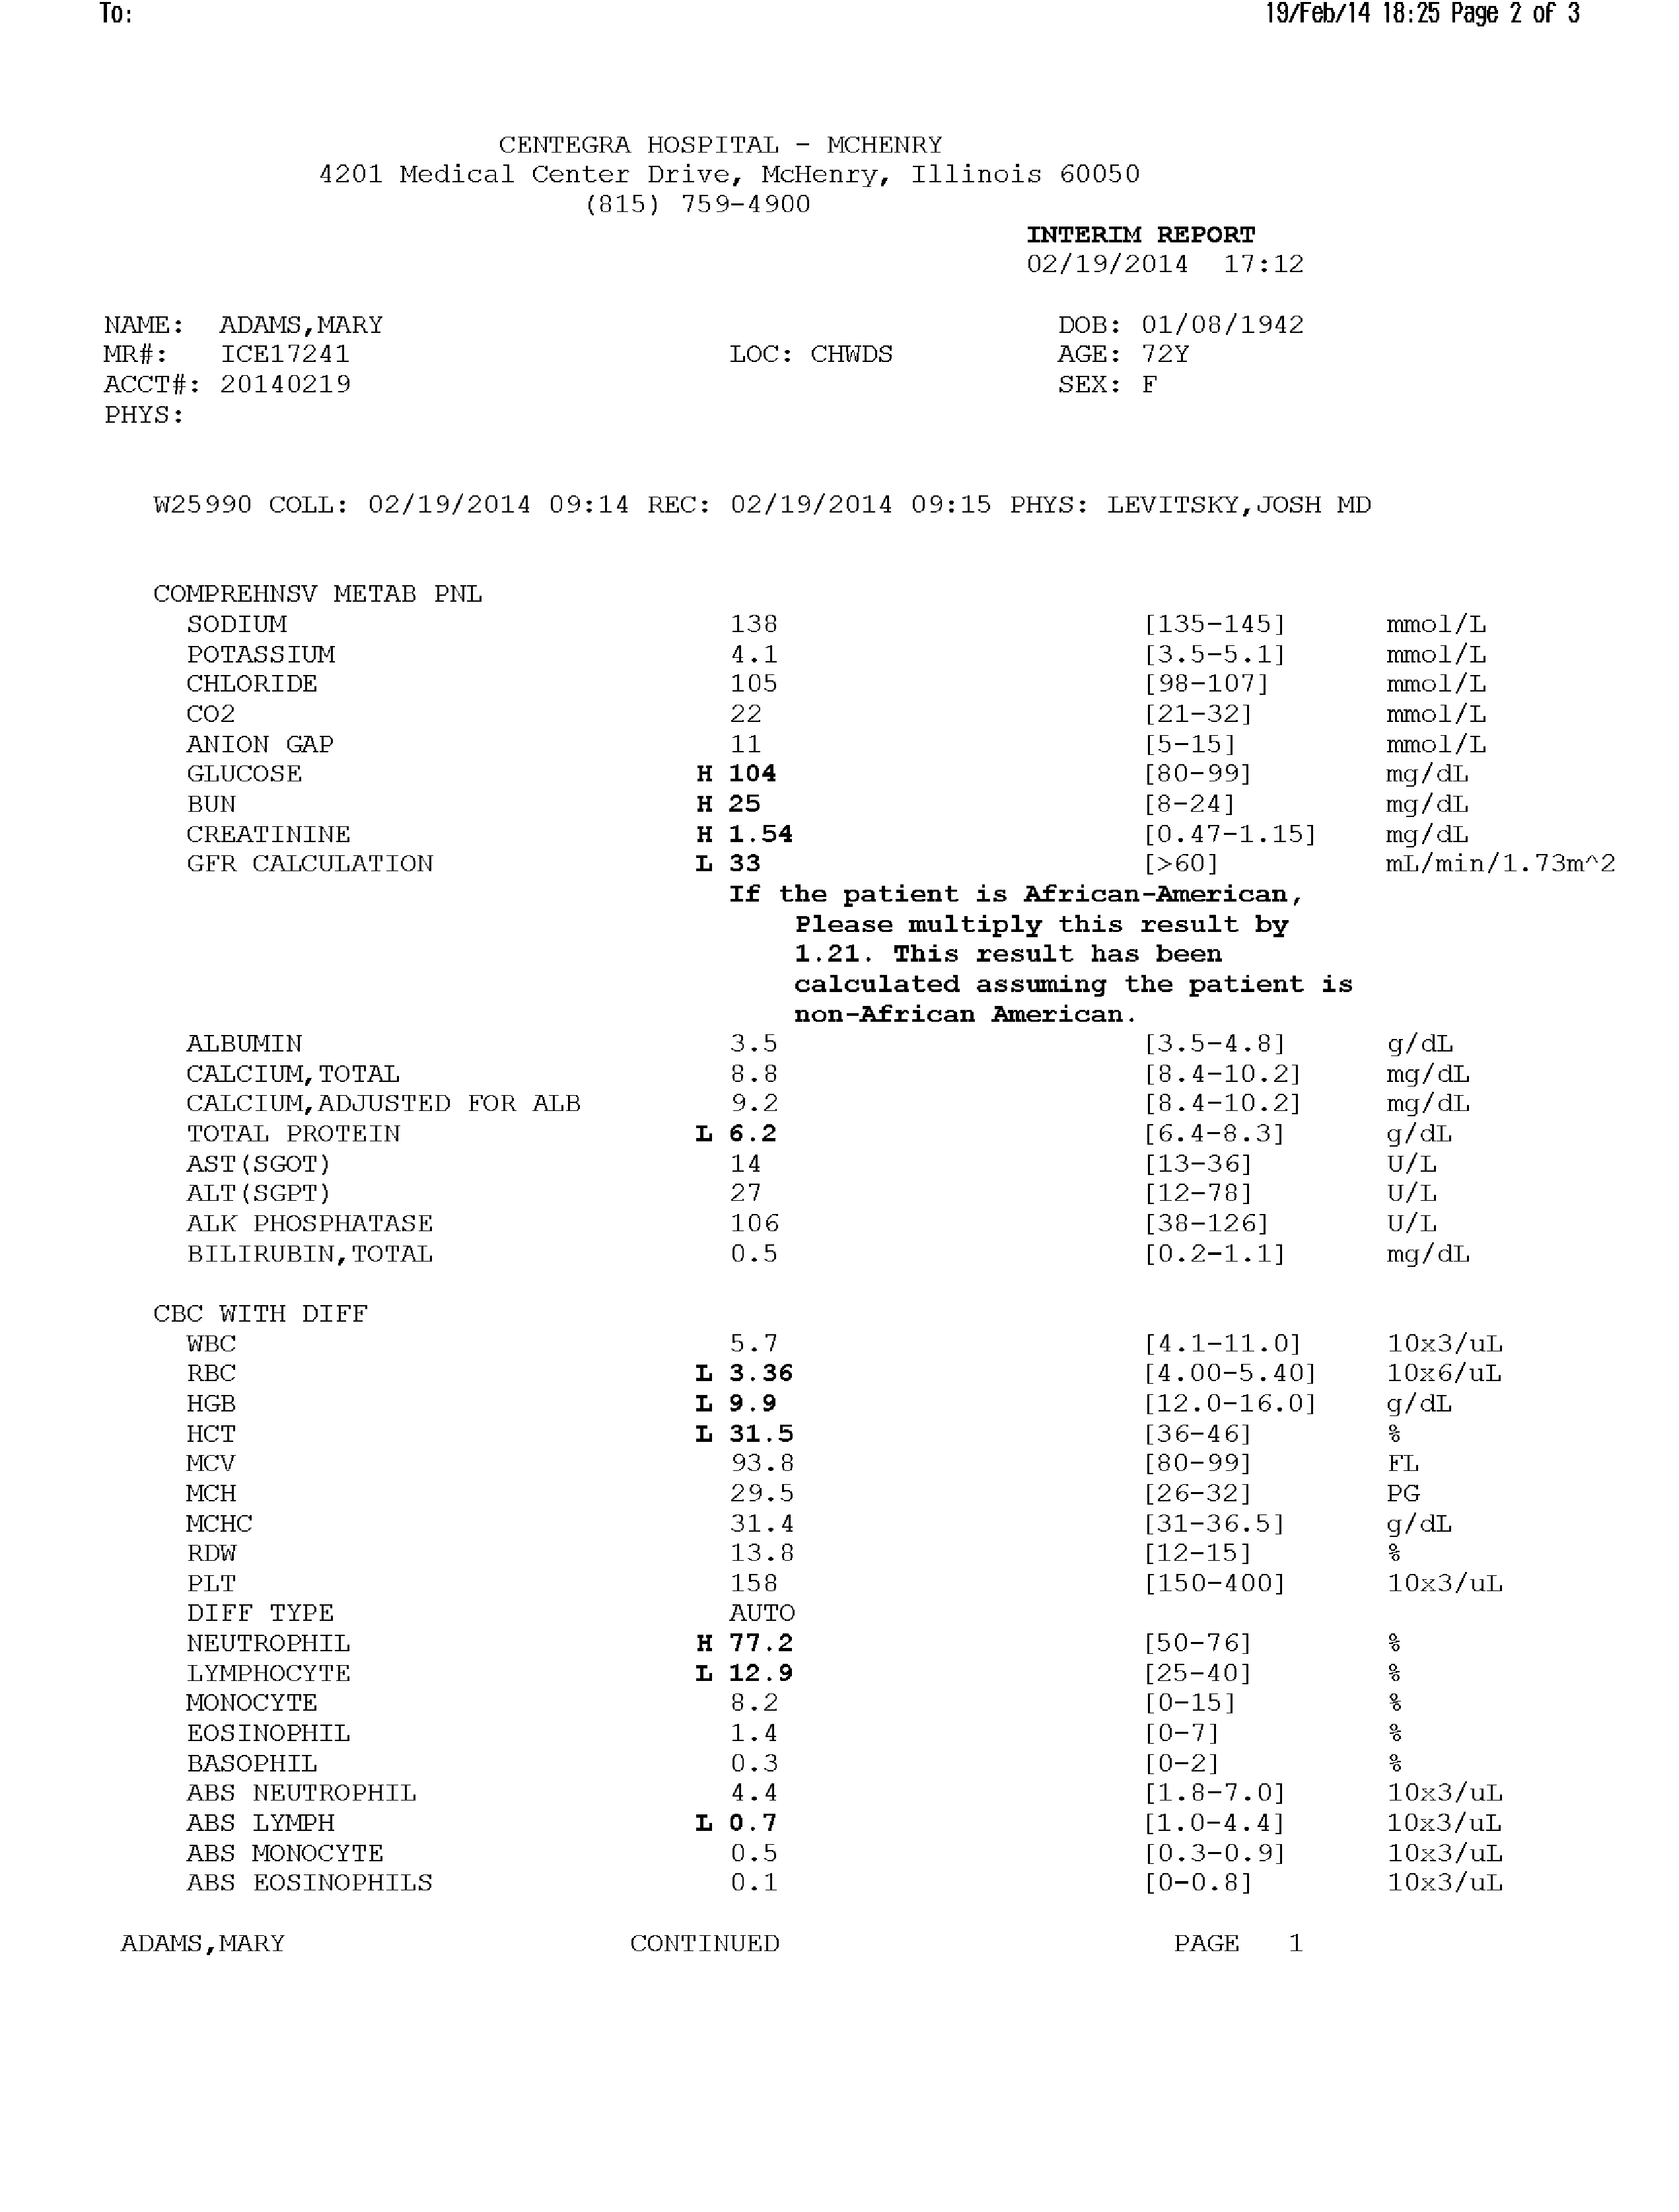 To: 19/Feb/14 18:25 Page 2 of 3
CENTEGRA HOSPITAL - MCHENRY
4201 Medical Center Drive, McHenry, Illinois 60050
(815) 759-4900
INTERIM REPORT
02/19/2014 17:12
NAME: ADAMS,MARY DOB: 01/08/1942
MR#: ICE17241 LOC: CHWDS AGE: 72Y
ACCT#: 20140219 SEX: F
PHYS:
W25990 COLL: 02/19/2014 09:14 REC: 02/19/2014 09:15 PHYS: LEVITSKY,JOSH MD
COMPREHNSV METAB PNL
SODIUM 138 [135-145] mmol/L
POTASSIUM 4.1 [3.5-5.1] mmol/L
CHLORIDE 105 [98-107] mmol/L
CO2 22 [21-32] mmol/L
ANION GAP 11 [5-15] mmol/L
GLUCOSE H 104 [80-99] mg/dL
BUN H 25 [8-24] mg/dL
CREATININE H 1.54 [0.47-1.15] mg/dL
GFR CALCULATION L 33 [>60] mL/min/1.73m^2
If the patient is African-American,
Please multiply this result by
1.21. This result has been
calculated assuming the patient is
non-African American.
ALBUMIN 3.5 [3.5-4.8] g/dL
CALCIUM,TOTAL 8.8 [8.4-10.2] mg/dL
CALCIUM,ADJUSTED FOR ALB 9.2 [8.4-10.2] mg/dL
TOTAL PROTEIN L 6.2 [6.4-8.3] g/dL
AST(SGOT) 14 [13-36] U/L
ALT(SGPT) 27 [12-78] U/L
ALK PHOSPHATASE 106 [38-126] U/L
BILIRUBIN,TOTAL 0.5 [0.2-1.1] mg/dL
CBC WITH DIFF
WBC 5.7 [4.1-11.0] 10x3/uL
RBC L 3.36 [4.00-5.40] 10x6/uL
HGB L 9.9 [12.0-16.0] g/dL
HCT L 31.5 [36-46] %
MCV 93.8 [80-99] FL
MCH 29.5 [26-32] PG
MCHC 31.4 [31-36.5] g/dL
RDW 13.8 [12-15] %
PLT 158 [150-400] 10x3/uL
DIFF TYPE AUTO
NEUTROPHIL H 77.2 [50-76] %
LYMPHOCYTE L 12.9 [25-40] %
MONOCYTE 8.2 [0-15] %
EOSINOPHIL 1.4 [0-7] %
BASOPHIL 0.3 [0-2] %
ABS NEUTROPHIL 4.4 [1.8-7.0] 10x3/uL
ABS LYMPH L 0.7 [1.0-4.4] 10x3/uL
ABS MONOCYTE 0.5 [0.3-0.9] 10x3/uL
ABS EOSINOPHILS 0.1 [0-0.8] 10x3/uL
ADAMS,MARY CONTINUED PAGE 1